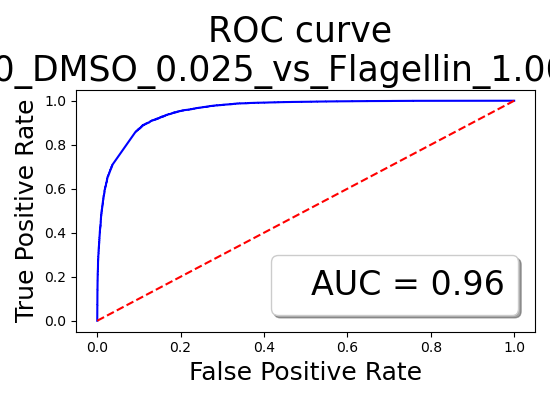 ROC curve
0_DMSO_0.025_vs_Flagellin_1.00
True Positive Rate
1.0
0.8
0.6
0.4
0.2
0.0
AUC = 0.96
0.0 0.2 0.4 0.6 0.8 1.0
False Positive Rate